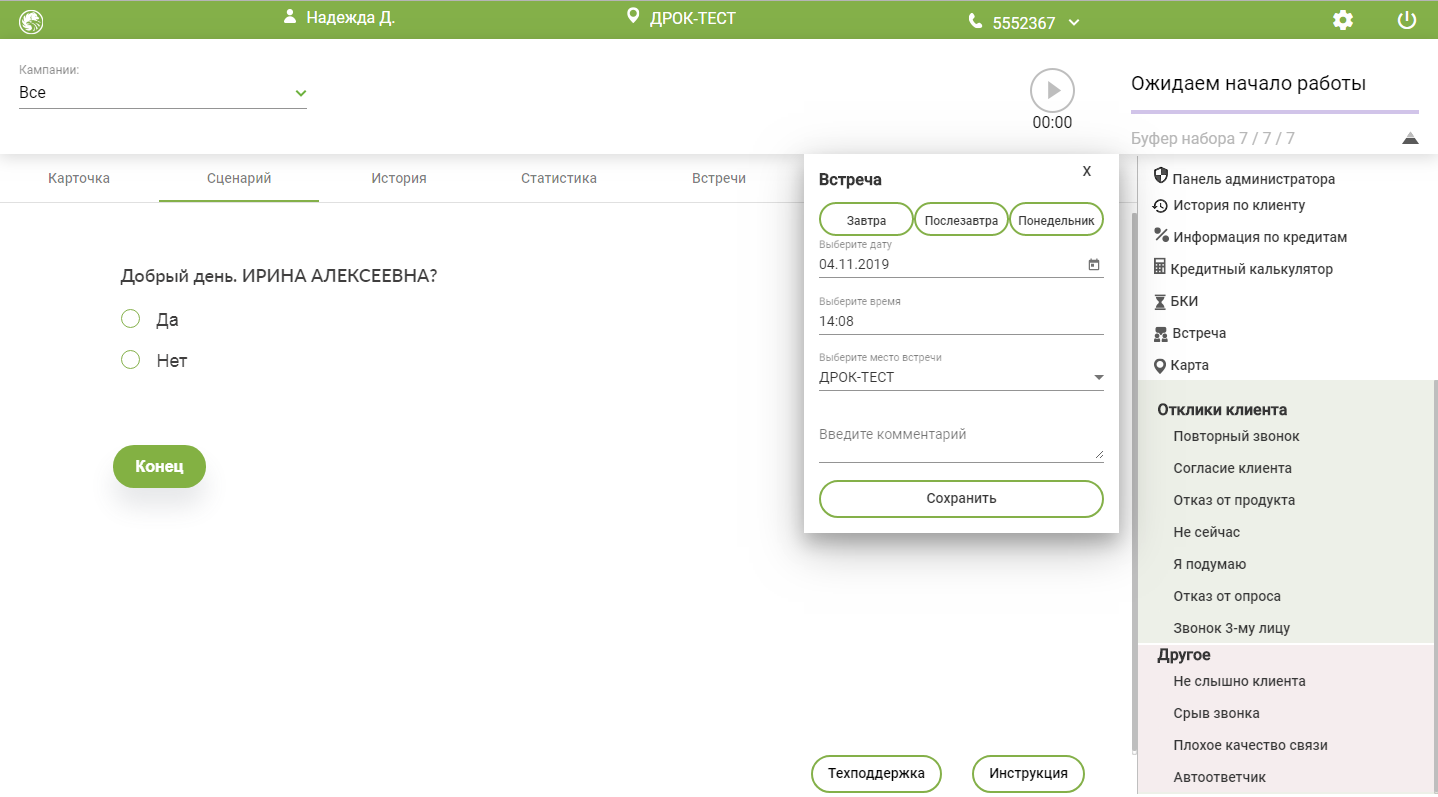 Надежда Д.
ДРОК-ТЕСТ
5552367
Кампании:
Все
00:00
Ожидаем начало работы
Буфер набора 7 / 7 / 7
Карточка
Сценарий
История
Статистика
Встречи
Добрый день. ИРИНА АЛЕКСЕЕВНА?
Да
Нет
Конец
Встреча
X
Завтра
Послезавтра
Понедельник
Выберите дату
04.11.2019
Выберите время
14:08
Выберите место встречи
ДРОК-ТЕСТ
Введите комментарий
Сохранить
Техподдержка
Инструкция
Панель администратора
История по клиенту
Информация по кредитам
Кредитный калькулятор
БКИ
Встреча
Карта
Отклики клиента
Повторный звонок
Согласие клиента
Отказ от продукта
Не сейчас
Я подумаю
Отказ от опроса
Звонок 3-му лицу
Другое
Не слышно клиента
Срыв звонка
Плохое качество связи
Автоответчик